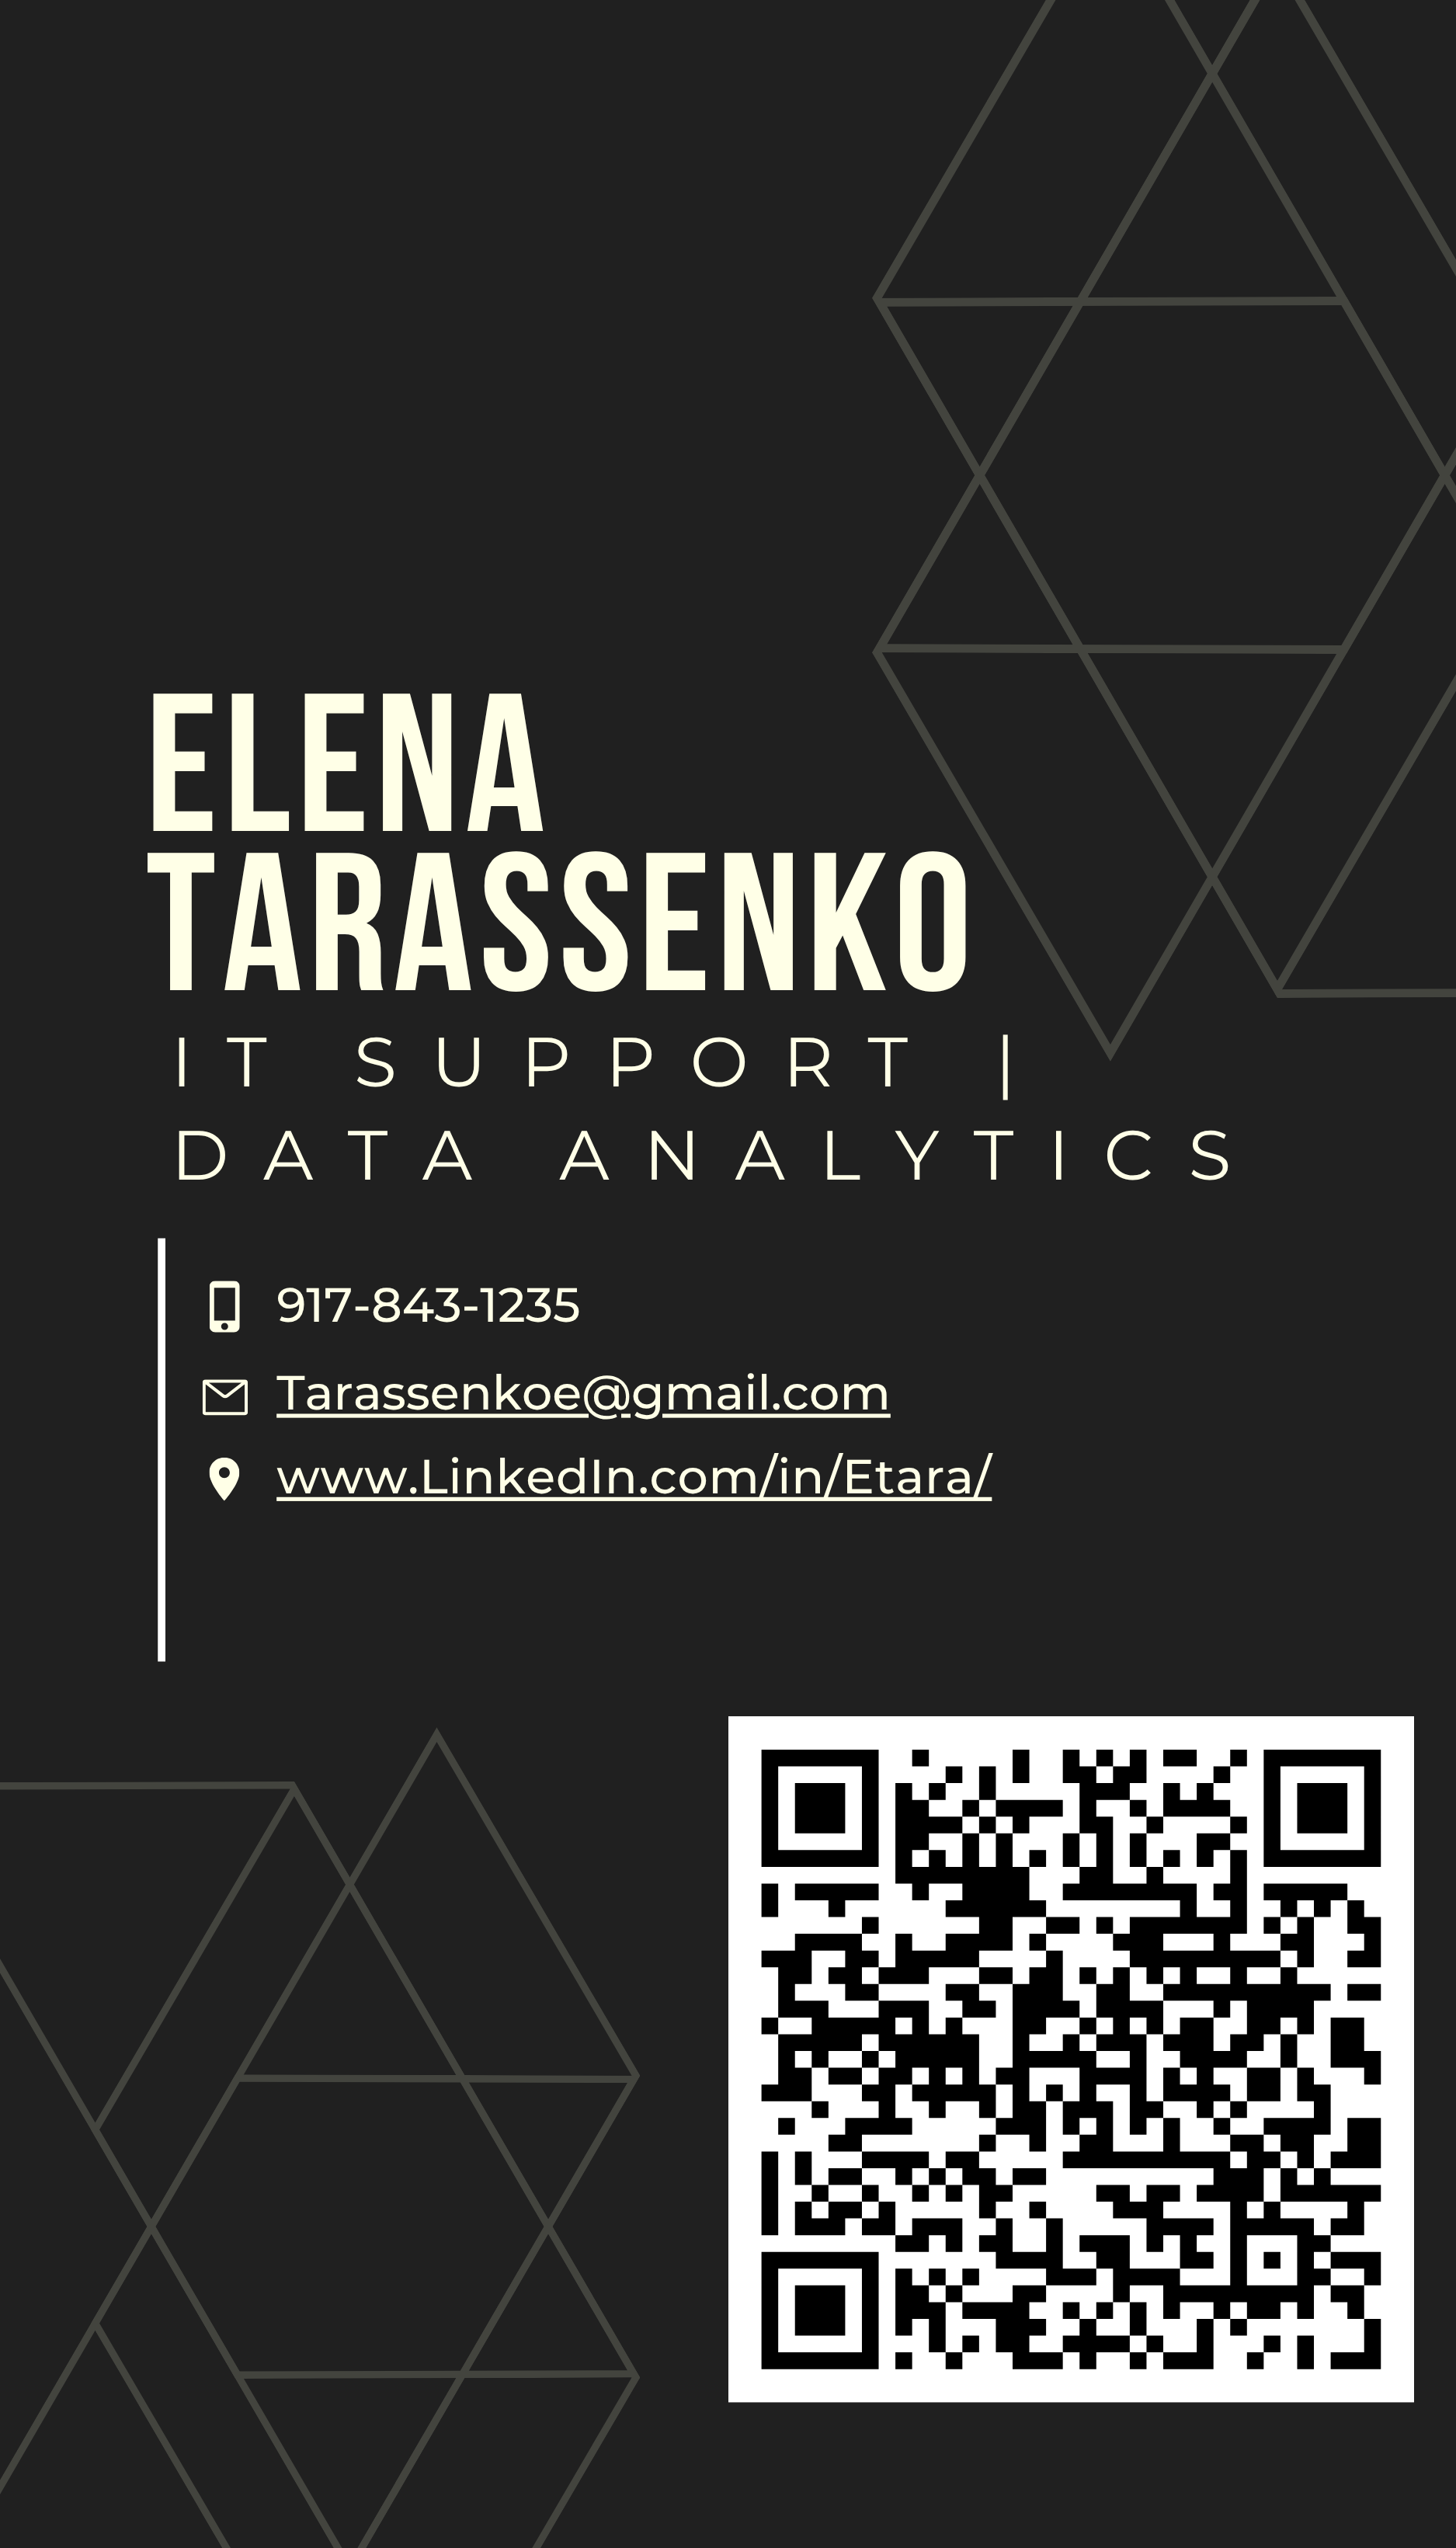 ELENA
TARASSENKO
IT SUPPORT |
DATA ANALYTICS
917-843-1235
Tarassenkoe@gmail.com
www.LinkedIn.com/in/Etara/